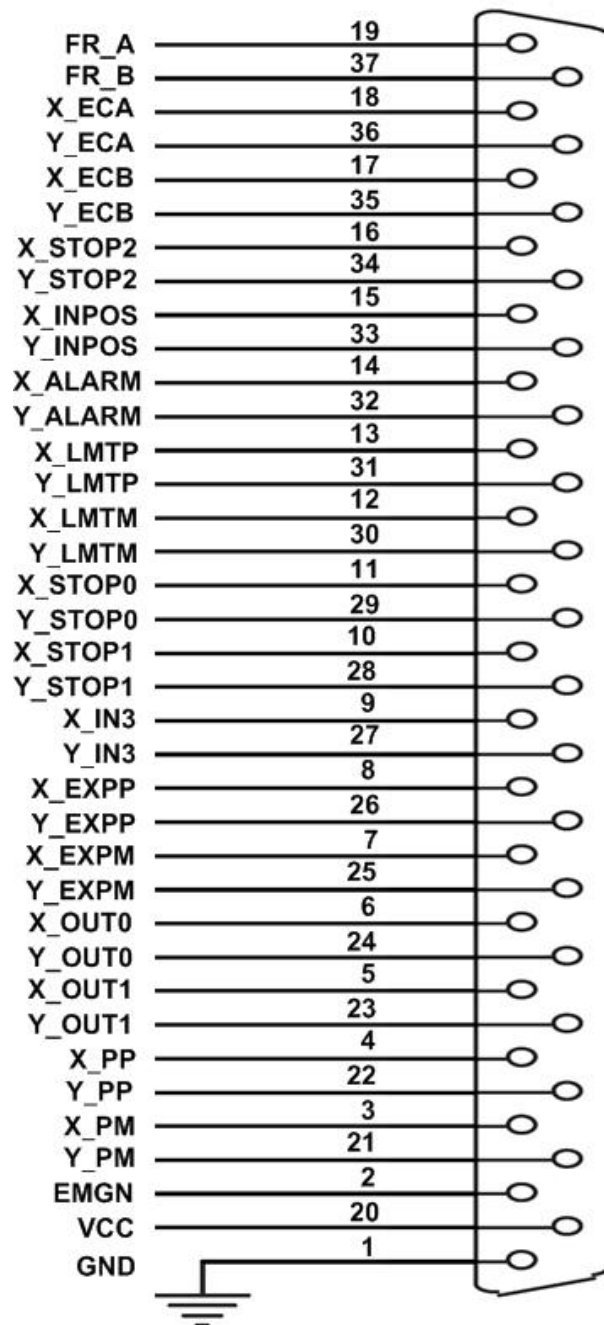 FR_A 19
FR_B 37
X_ECA 18
Y_ECA 36
X_ECB 17
Y_ECB 35
X_STOP2 16
Y_STOP2 34
X_INPOS 15
Y_INPOS 33
X_ALARM 14
Y_ALARM 32
X_LMTP 13
Y_LMTP 31
X_LMTM 12
Y_LMTM 30
X_STOP0 11
Y_STOP0 29
X_STOP1 10
Y_STOP1 28
X_IN3 9
Y_IN3 27
X_EXPP 8
Y_EXPP 26
X_EXPM 7
Y_EXPM 25
X_OUT0 6
Y_OUT0 24
X_OUT1 5
Y_OUT1 23
X_PP 4
Y_PP 22
X_PM 3
Y_PM 21
EMGN 2
VCC 20
GND 1